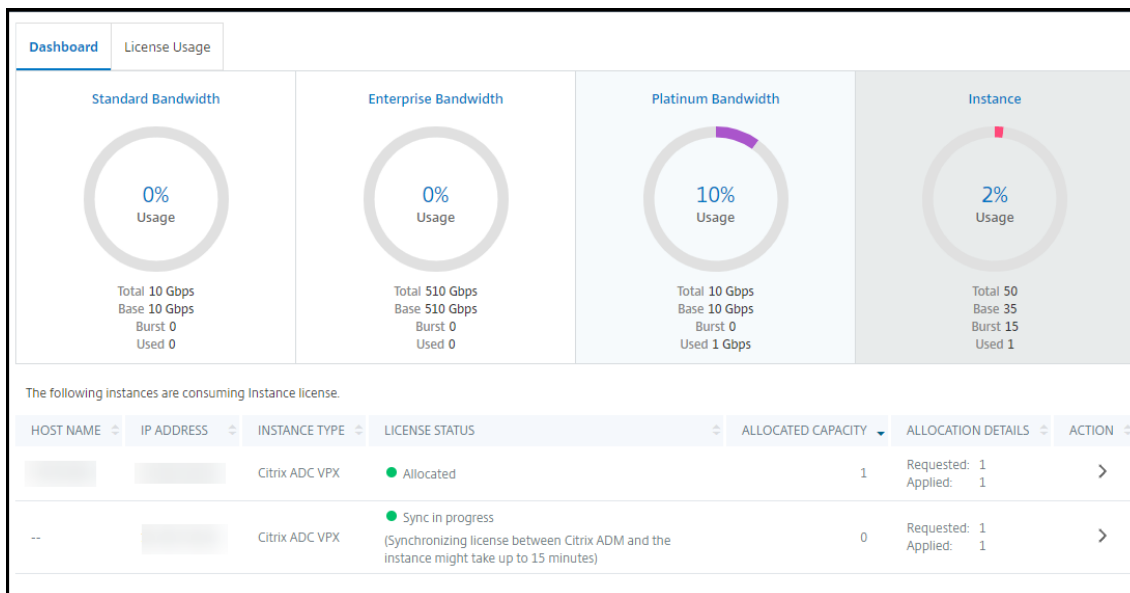 Dashboard License Usage
Standard Bandwidth Enterprise Bandwidth Platinum Bandwidth Instance
0% 0% 10% 2%
Usage Usage Usage Usage
Total 10 Gbps Total 510 Gbps Total 10 Gbps Total 50
Base 10 Gbps Base 510 Gbps Base 10 Gbps Base 35
Burst 0 Burst 0 Burst 0 Burst 15
Used 0 Used 0 Used 1 Gbps Used 1
The following instances are consuming Instance license.
HOST NAME IP ADDRESS INSTANCE TYPE LICENSE STATUS ALLOCATED CAPACITY ALLOCATION DETAILS ACTION
Citrix ADC VPX Allocated 1 Requested: 1
Applied: 1
Sync in progress
-- Citrix ADC VPX (Synchronizing license between Citrix ADM and the 0 Requested: 1
instance might take up to 15 minutes) Applied: 1